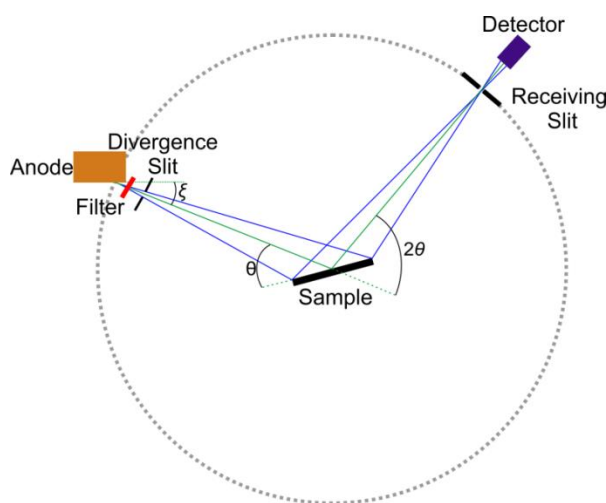 Detector
Receiving
Slit
Divergence
Slit
Anode
Filter
ξ
θ
2θ
Sample